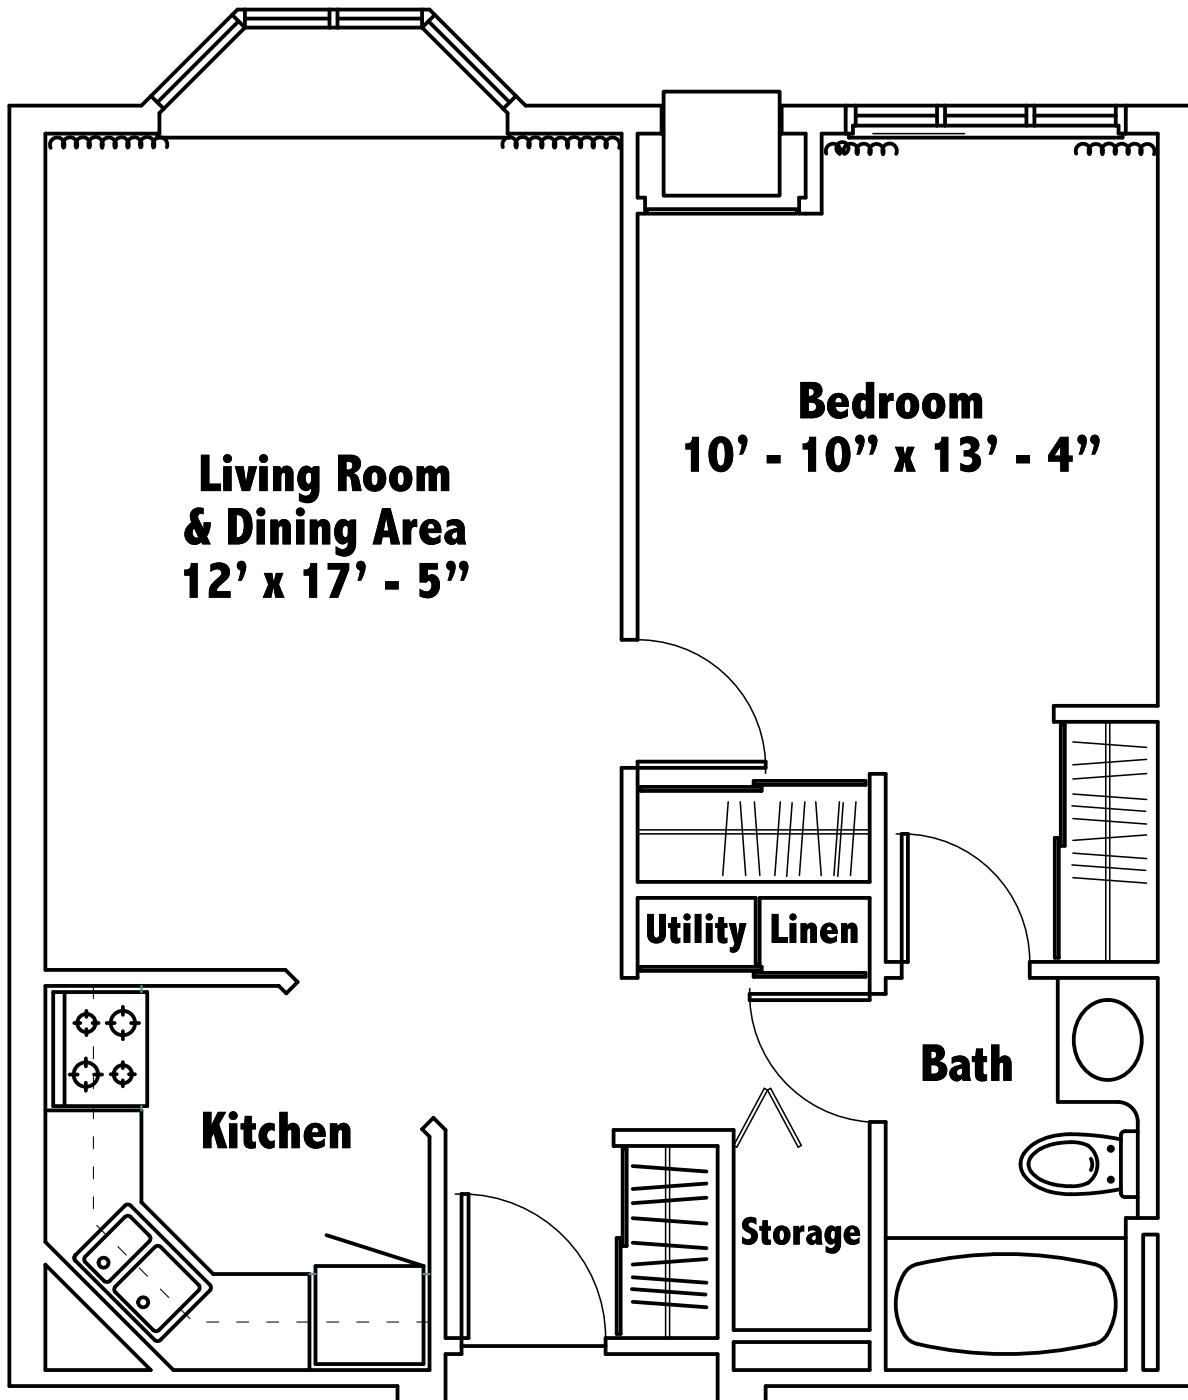 Bedroom
10’ - 10” x 13’ - 4”
Living Room
& Dining Area
12’ x 17’ - 5”
Utility
Linen
Bath
Kitchen
Storage